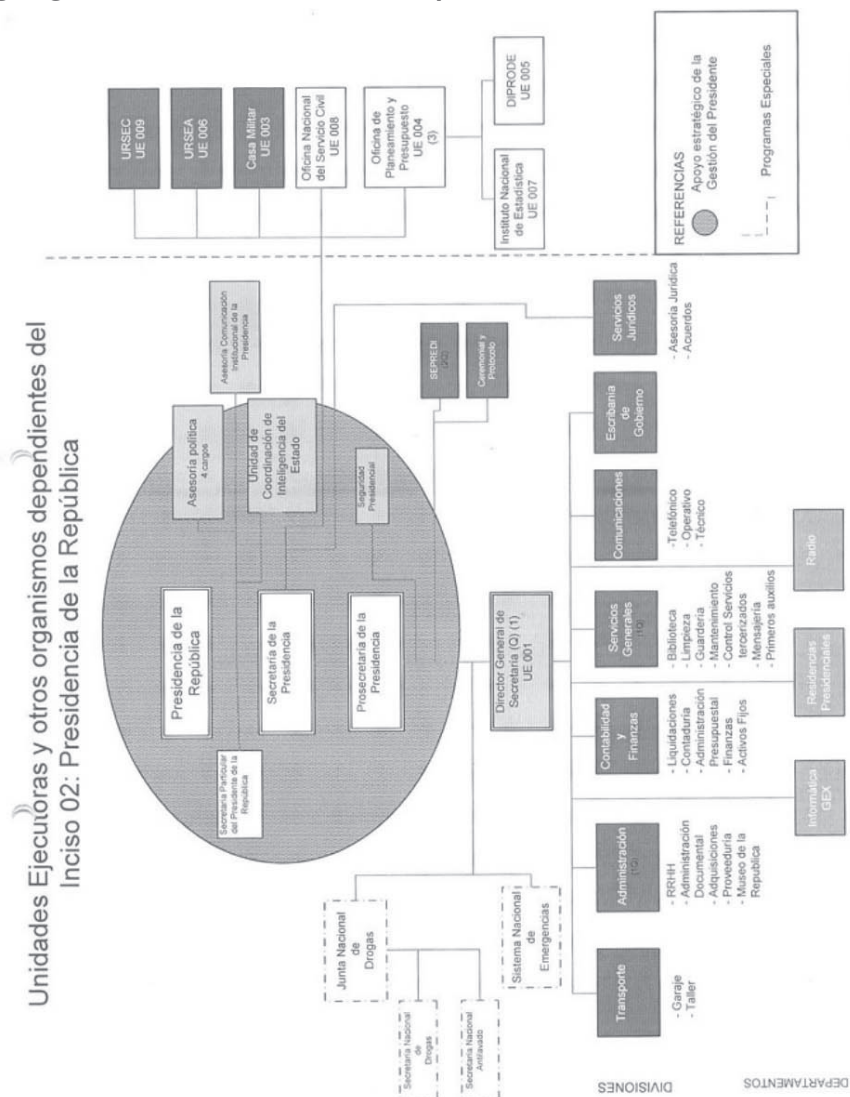 Unidades Ejecutoras y otros organismos dependientes del
Inciso 02: Presidencia de la República
Presidencia de la
República
Secretaría de la
Presidencia
Prosecretaría de la
Presidencia
Secretaría Particular
del Presidente de la
República
Asesoría política
4 cargos
Asesoría Comunicación
Institucional de la
Presidencia
Unidad de
Coordinación de
Inteligencia del
Estado
Seguridad
Presidencial
URSEC
UE 009
URSEA
UE 006
Casa Militar
UE 003
Oficina Nacional
del Servicio Civil
UE 008
Oficina de
Planeamiento y
Presupuesto
UE 004
(3)
Instituto Nacional
de Estadística
UE 007
DIPRODE
UE 005
Junta Nacional
de
Drogas
Secretaría Nacional
de
Drogas
Secretaría Nacional
Antilavado
Sistema Nacional
de
Emergencias
Director General de
Secretaría (Q) (1)
UE 001
SEPREDI
Ceremonial y
Protocolo
DIVISIONES
Transporte
- Garaje
- Taller
Administración
(1Q)
- RRHH
- Administración
Documental
- Adquisiciones
- Proveeduría
- Museo de la
Republica
Contabilidad
y
Finanzas
- Liquidaciones
- Contaduría
- Administración
Presupuestal
- Finanzas
- Activos Fijos
Servicios
Generales
(1Q)
- Biblioteca
- Limpieza
- Guardería
- Mantenimiento
- Control Servicios
tercerizados
- Mensajería
- Primeros auxilios
Comunicaciones
-Telefónico
- Operativo
- Técnico
Escribanía
de
Gobierno
Servicios
Jurídicos
- Asesoría Jurídica
- Acuerdos
DEPARTAMENTOS
Informática
GEX
Residencias
Presidenciales
Radio
REFERENCIAS
Apoyo estratégico de la
Gestión del Presidente
Programas Especiales